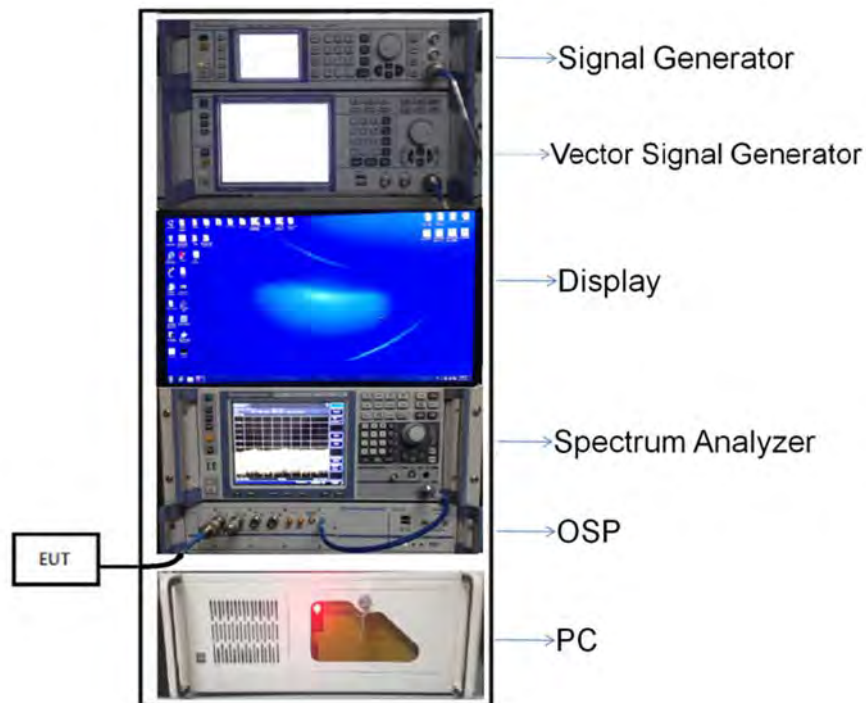 Signal Generator
Vector Signal Generator
Display
Spectrum Analyzer
OSP
EUT
PC